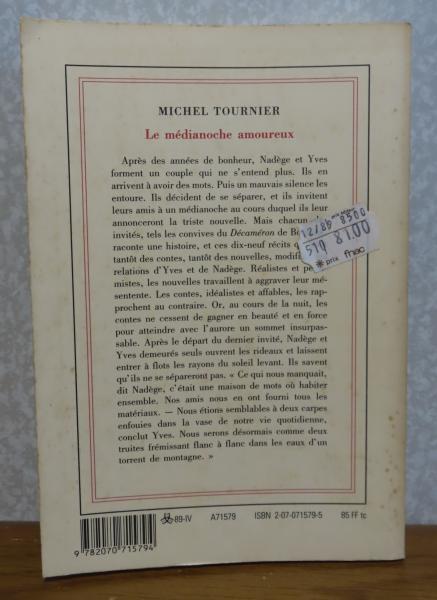 MICHEL TOURNIER
Le médianoche amoureux
Après des années de bonheur, Nadège et Yves
forment un couple qui ne s'entend plus. Ils en
arrivent à avoir des mots. Puis un mauvais silence les
entoure. Ils décident de se séparer, et ils invitent
leurs amis à un médianoche au cours duquel ils leur
annonceront la triste nouvelle. Mais chacun
invités, tels les convives du Décaméron de
raconte une histoire, et ces dix-neuf récits
tantôt des contes, tantôt des nouvelles,
relations d'Yves et de Nadège. Réalistes et
mistes, les nouvelles travaillent à aggraver leur mé-
sentente. Les contes, idéalistes et affables, les rap-
prochent au contraire. Or, au cours de la nuit, les
contes ne cessent de gagner en beauté et en force
pour atteindre avec l'aurore un sommet insurpas-
sable. Après le départ du dernier invité, Nadège et
Yves demeurés seuls ouvrent les rideaux et laissent
entrer à flots les rayons du soleil levant. Ils savent
qu'ils ne se sépareront pas. « Ce qui nous manquait,
dit Nadège, c'était une maison de mots où habiter
ensemble. Nos amis nous en ont fourni tous les
matériaux. — Nous étions semblables à deux carpes
enfouies dans la vase de notre vie quotidienne,
conclut Yves. Nous serons désormais comme deux
truites frémissant flanc à flanc dans les eaux d'un
torrent de montagne. »
12/89 8500
519 8100
prix fnac
89-IV A71579 ISBN 2-07-071579-5 85 FF tc
9 782070 715794